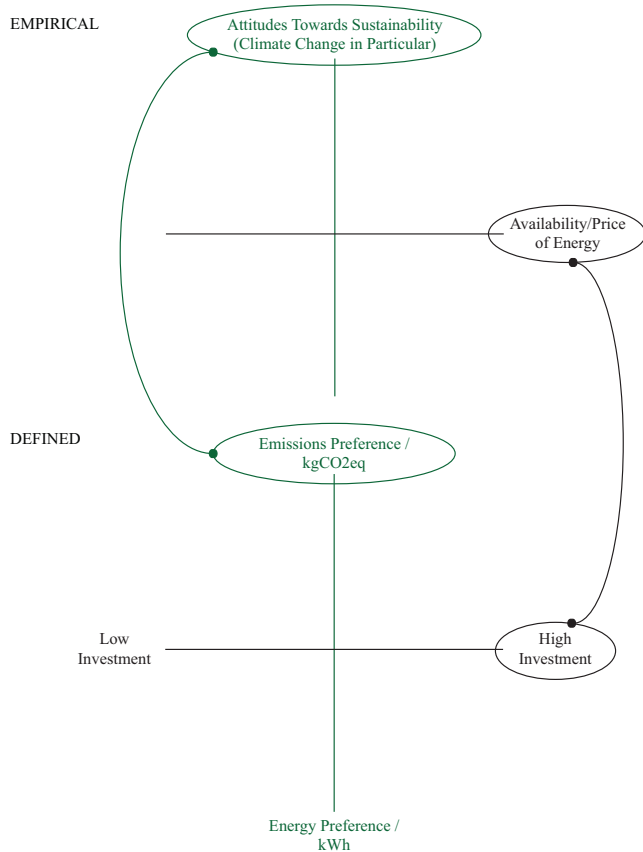 EMPIRICAL
Attitudes Towards Sustainability
(Climate Change in Particular)
Availability/Price
of Energy
DEFINED
Emissions Preference /
kgCO2eq
Low
Investment
High
Investment
Energy Preference /
kWh